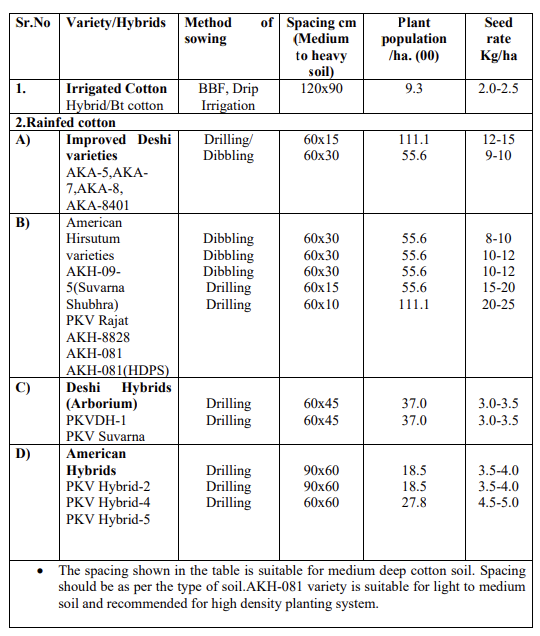 Sr.No Variety/Hybrids Method of sowing Spacing cm (Medium to heavy soil) Plant population /ha. (00) Seed rate Kg/ha
1. Irrigated Cotton BBF, Drip 120x90 9.3 2.0-2.5
Hybrid/Bt cotton Irrigation
2.Rainfed cotton
A) Improved Deshi Drilling/ 60x15 111.1 12-15
varieties Dibbling 60x30 55.6 9-10
AKA-5,AKA-
7,AKA-8,
AKA-8401
B) American
Hirsutum Dibbling 60x30 55.6 8-10
varieties Dibbling 60x30 55.6 10-12
AKH-09- Dibbling 60x30 55.6 10-12
5(Suvarna Drilling 60x15 55.6 15-20
Shubhra) Drilling 60x10 111.1 20-25
PKV Rajat
AKH-8828
AKH-081
AKH-081(HDPS)
C) Deshi Hybrids
(Arborium) Drilling 60x45 37.0 3.0-3.5
PKVDH-1 Drilling 60x45 37.0 3.0-3.5
PKV Suvarna
D) American
Hybrids Drilling 90x60 18.5 3.5-4.0
PKV Hybrid-2 Drilling 90x60 18.5 3.5-4.0
PKV Hybrid-4 Drilling 60x60 27.8 4.5-5.0
PKV Hybrid-5
• The spacing shown in the table is suitable for medium deep cotton soil. Spacing
should be as per the type of soil.AKH-081 variety is suitable for light to medium
soil and recommended for high density planting system.